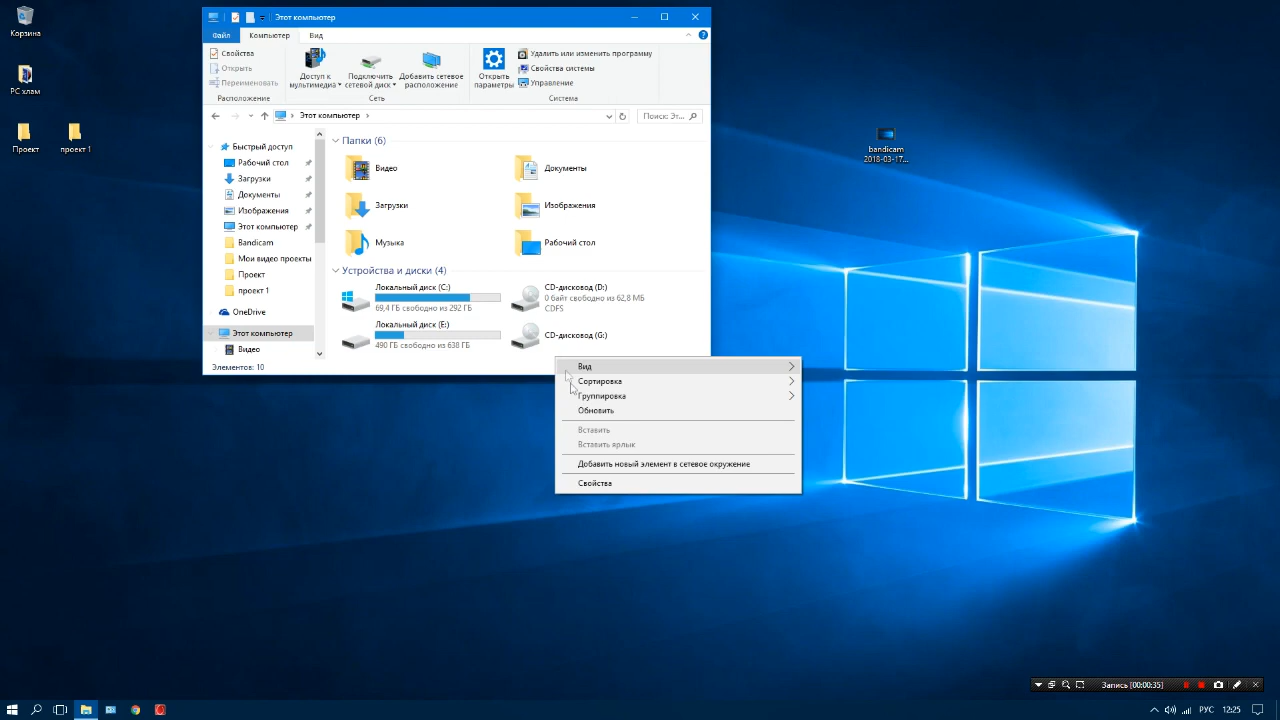 Корзина
PC хлам
Проект
проект 1
Этот компьютер
Файл
Компьютер
Вид
Свойства
Открыть
Переименовать
Расположение
Доступ к мультимедиа
Подключить сетевой диск
Добавить сетевое расположение
Сеть
Открыть параметры
Удалить или изменить программу
Свойства системы
Управление
Система
Этот компьютер
Поиск: Эт...
Быстрый доступ
Рабочий стол
Загрузки
Документы
Изображения
Этот компьютер
Bandicam
Мои видео проекты
Проект
проект 1
OneDrive
Этот компьютер
Видео
Элементов: 10
Папки (6)
Видео
Документы
Загрузки
Изображения
Музыка
Рабочий стол
Устройства и диски (4)
Локальный диск (C:)
69,4 ГБ свободно из 292 ГБ
CD-дисковод (D:)
0 байт свободно из 62,8 МБ
CDFS
Локальный диск (E:)
490 ГБ свободно из 638 ГБ
CD-дисковод (G:)
Вид
Сортировка
Группировка
Обновить
Вставить
Вставить ярлык
Добавить новый элемент в сетевое окружение
Свойства
bandicam
2018-03-17...
Запись [00:00:35]
РУС
12:25